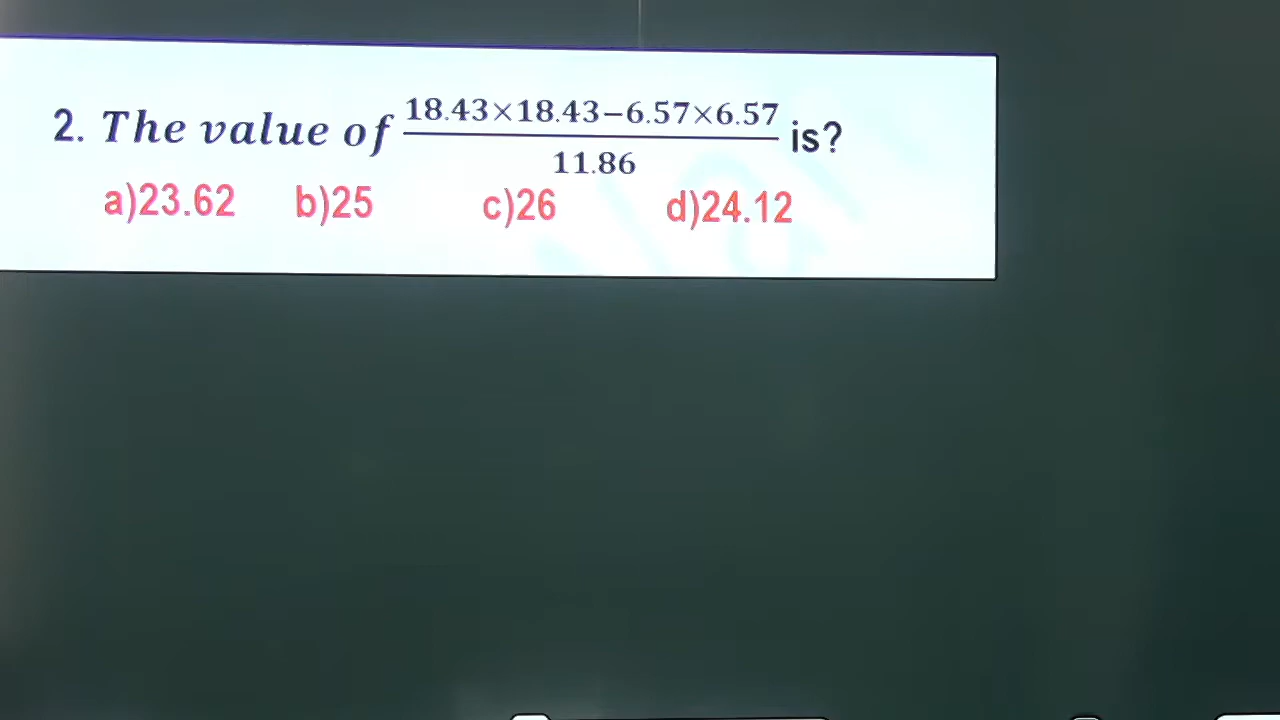 2. The value of \frac{18.43×18.43−6.57×6.57}{11.86} is?
a)23.62 b)25 c)26 d)24.12